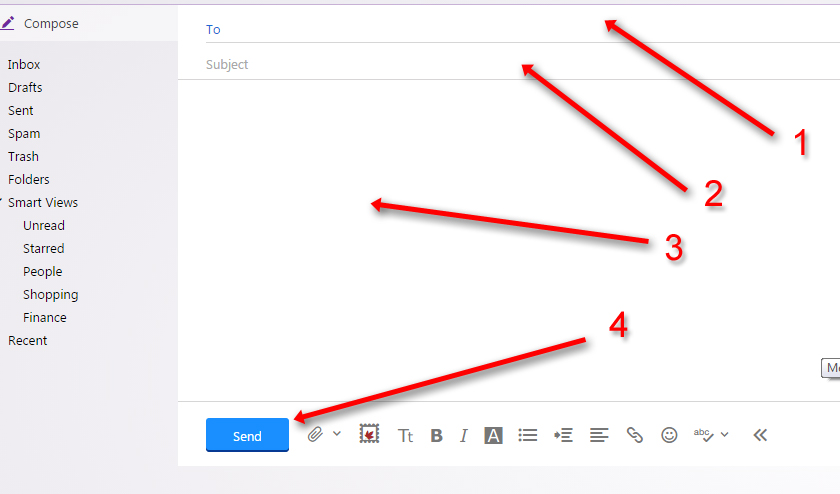 Compose
To
1
Subject
2
3
4
Inbox
Drafts
Sent
Spam
Trash
Folders
Smart Views
Unread
Starred
People
Shopping
Finance
Recent
Send
Tt B I A abc